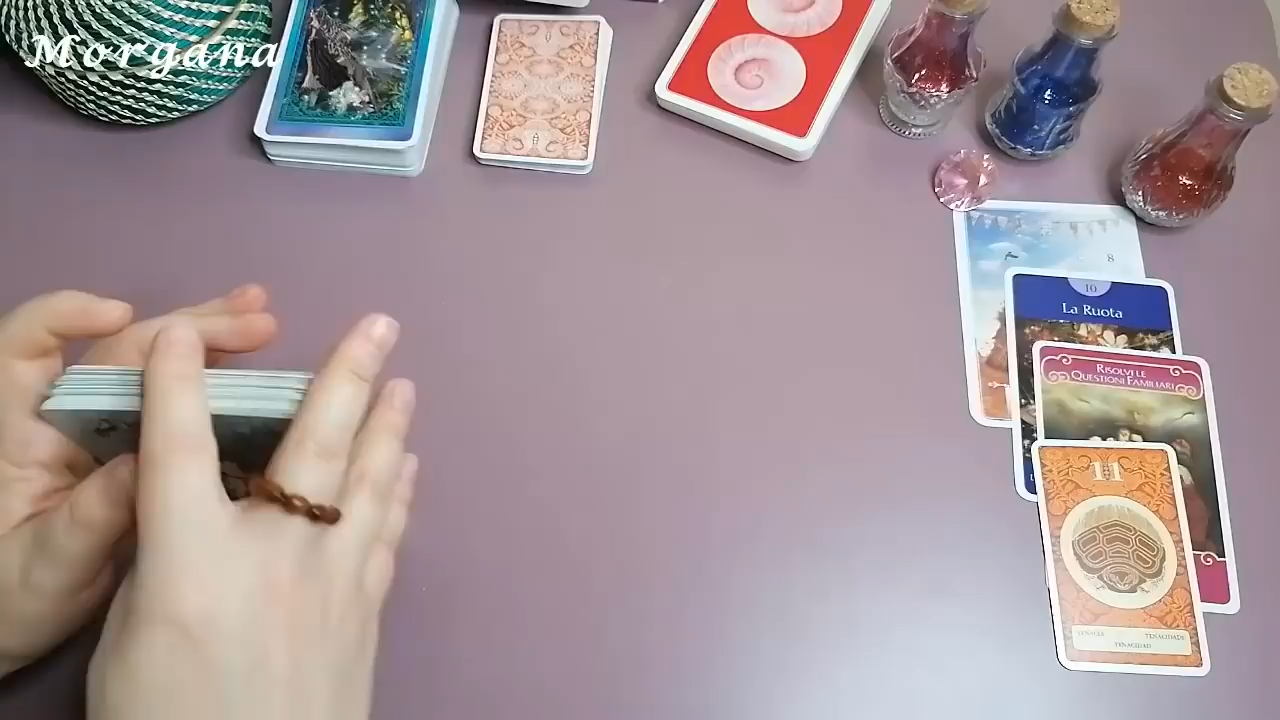 Morgana
8
10
La Ruota
RISOLVI LE
QUESTIONI FAMILIARI
11
TENACIDADE
TENACIDAD